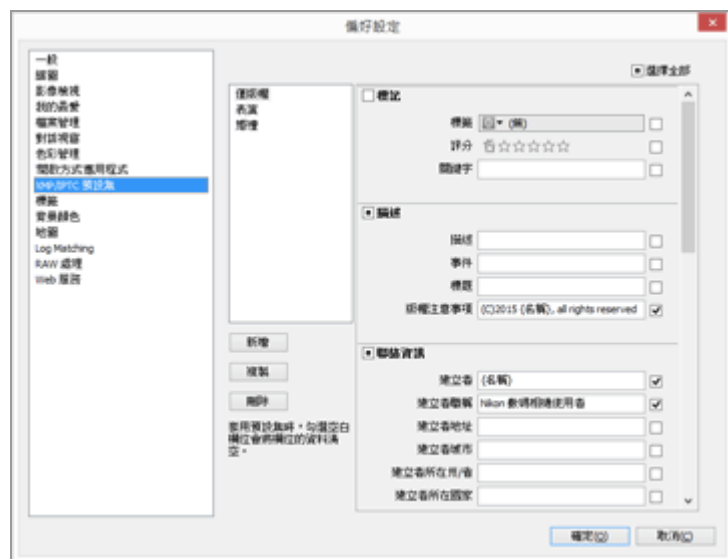 偏好設定
一般
縮圖
影像檢視
我的最愛
檔案管理
對話視窗
色彩管理
開啟方式應用程式
XMP/IPTC 預設集
標籤
背景顏色
地圖
Log Matching
RAW 處理
Web 服務
僅版權
表演
婚禮
新增
複製
刪除
套用預設集時，勾選空白
欄位會將欄位的資料清
空。
選擇全部
標記
標籤 (無)
評分
關鍵字
描述
描述
事件
標題
版權注意事項 (C)2015 {名稱}, all rights reserved
聯絡資訊
建立者 {名稱}
建立者職稱 Nikon 數碼相機使用者
建立者地址
建立者城市
建立者所在州/省
建立者所在國家
確定(O)
取消(C)